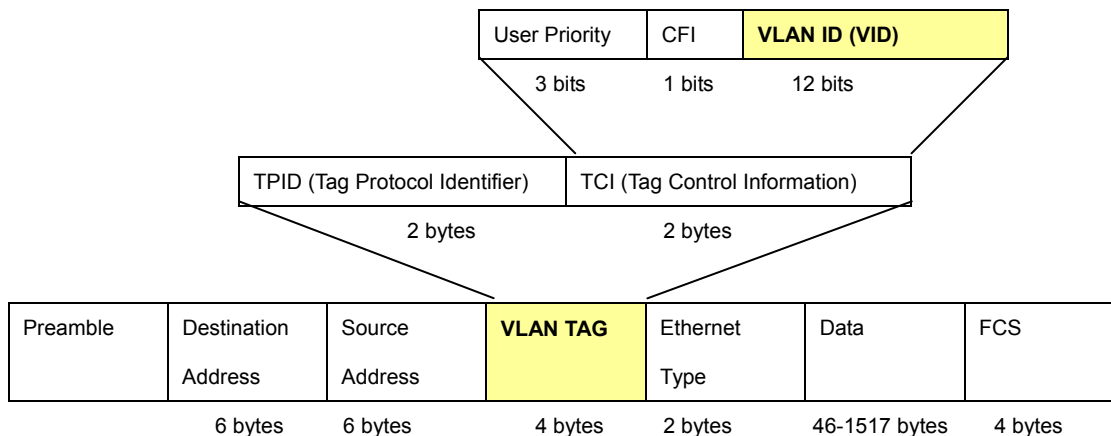 User Priority CFI VLAN ID (VID)
3 bits 1 bits 12 bits
TPID (Tag Protocol Identifier) TCI (Tag Control Information)
2 bytes 2 bytes
Preamble Destination Address Source Address VLAN TAG Ethernet Type Data FCS
6 bytes 6 bytes 4 bytes 2 bytes 46-1517 bytes 4 bytes